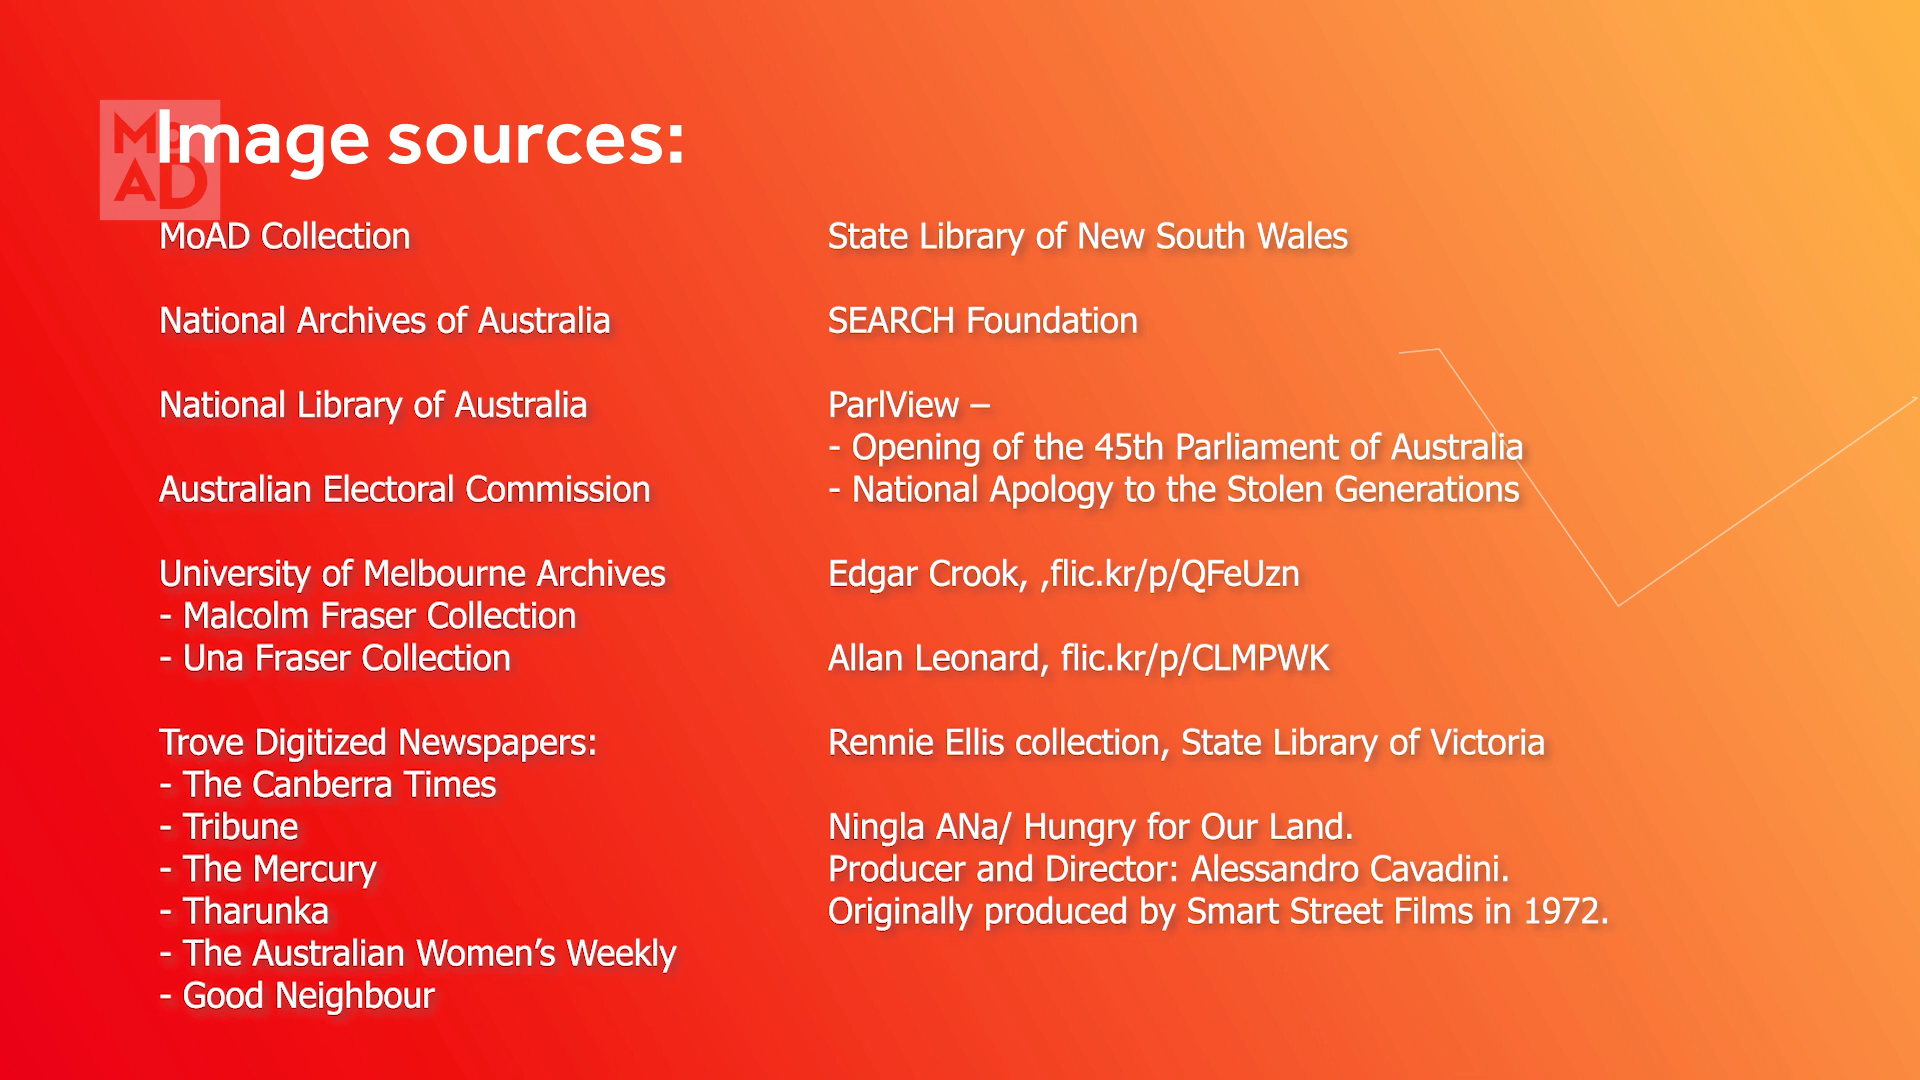 MoAD
Image sources:
MoAD Collection
National Archives of Australia
National Library of Australia
Australian Electoral Commission
University of Melbourne Archives
- Malcolm Fraser Collection
- Una Fraser Collection
Trove Digitized Newspapers:
- The Canberra Times
- Tribune
- The Mercury
- Tharunka
- The Australian Women’s Weekly
- Good Neighbour
State Library of New South Wales
SEARCH Foundation
ParlView –
- Opening of the 45th Parliament of Australia
- National Apology to the Stolen Generations
Edgar Crook, ,flic.kr/p/QFeUzn
Allan Leonard, flic.kr/p/CLMPWK
Rennie Ellis collection, State Library of Victoria
Ningla ANa/ Hungry for Our Land.
Producer and Director: Alessandro Cavadini.
Originally produced by Smart Street Films in 1972.